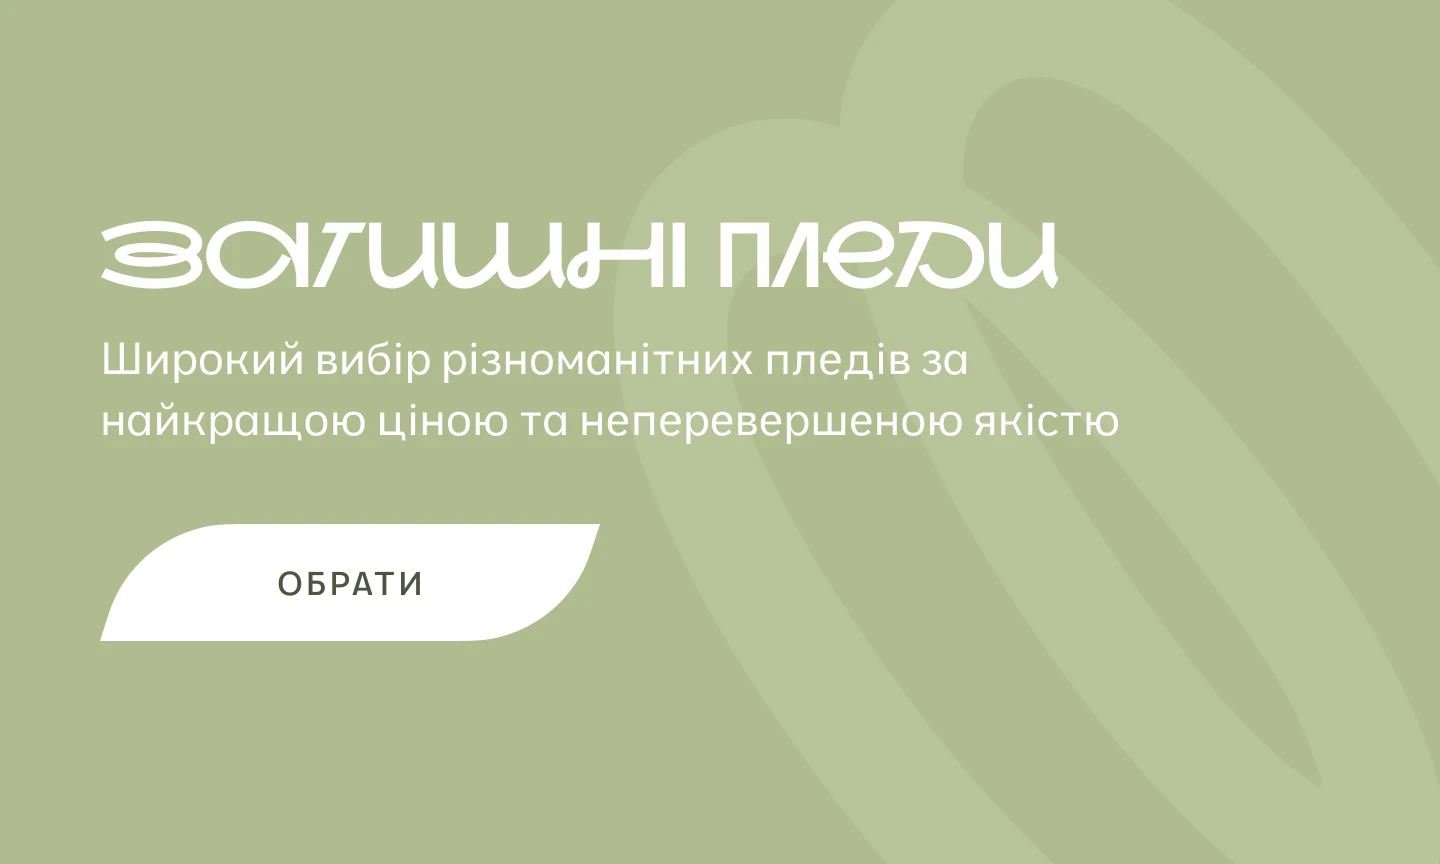 затишні пледи
Широкий вибір різноманітних пледів за
найкращою ціною та неперевершеною якістю
ОБРАТИ